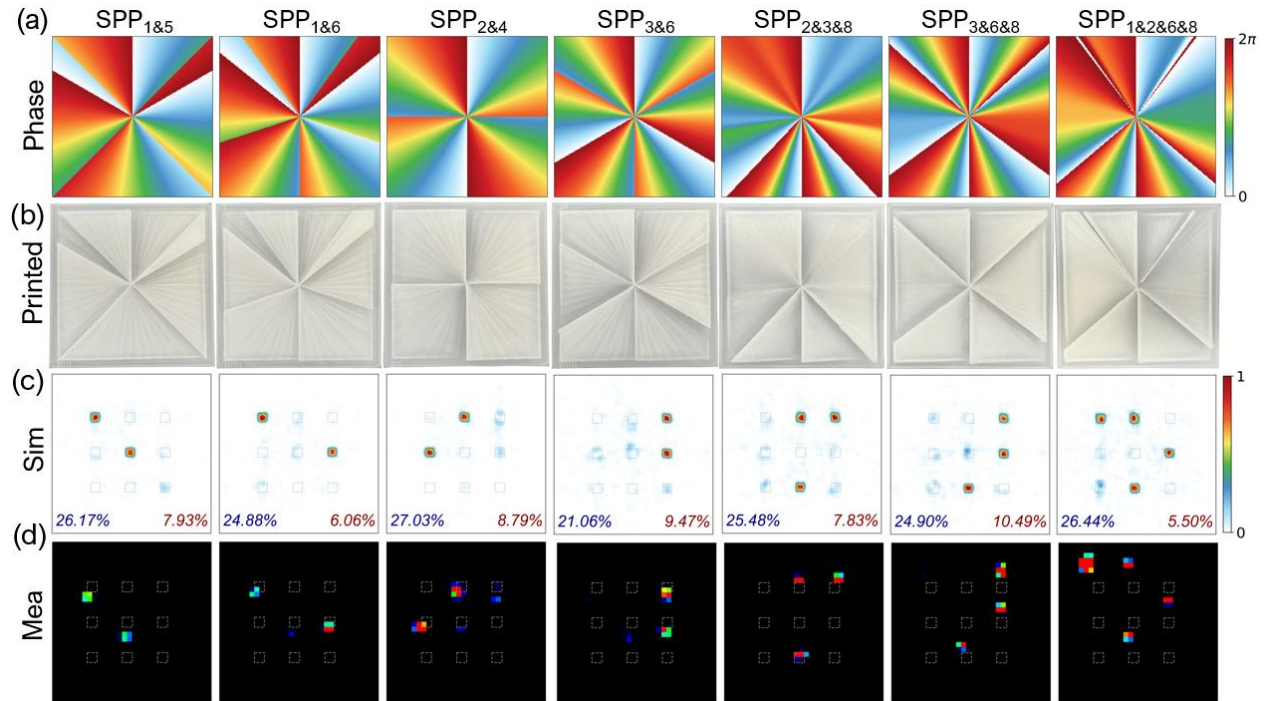 (a) SPP1&5 SPP1&6 SPP2&4 SPP3&6 SPP2&3&8 SPP3&6&8 SPP1&2&6&8
Phase
2π
0
(b)
Printed
(c)
Sim
1
0
26.17% 7.93% 24.88% 6.06% 27.03% 8.79% 21.06% 9.47% 25.48% 7.83% 24.90% 10.49% 26.44% 5.50%
(d)
Mea